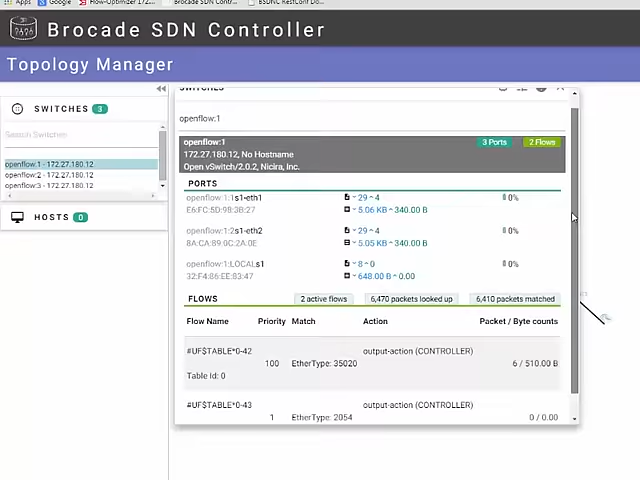 Apps Google Flow-Optimizer 172... Brocade SDN Contr... BSDNC RestConf Do...
Brocade SDN Controller
Topology Manager
SWITCHES 3
Search Switches
openflow:1 - 172.27.180.12
openflow:2 - 172.27.180.12
openflow:3 - 172.27.180.12
HOSTS 0
SWITCHES
openflow:1
openflow:1 3 Ports 2 Flows
172.27.180.12, No Hostname
Open vSwitch/2.0.2, Nicira, Inc.
PORTS
openflow:1:1s1-eth1 29 4 0%
E6:FC:5D:98:3B:27 5.06 KB 340.00 B
openflow:1:2s1-eth2 29 4 0%
8A:CA:89:0C:2A:0E 5.05 KB 340.00 B
openflow:1:LOCALs1 8 0 0%
32:F4:86:EE:83:47 648.00 B 0.00
FLOWS 2 active flows 6,470 packets looked up 6,410 packets matched
Flow Name Priority Match Action Packet / Byte counts
#UF$TABLE*0-42 output-action (CONTROLLER)
100 EtherType: 35020 6 / 510.00 B
Table Id: 0
#UF$TABLE*0-43 output-action (CONTROLLER)
1 EtherType: 2054 0 / 0.00